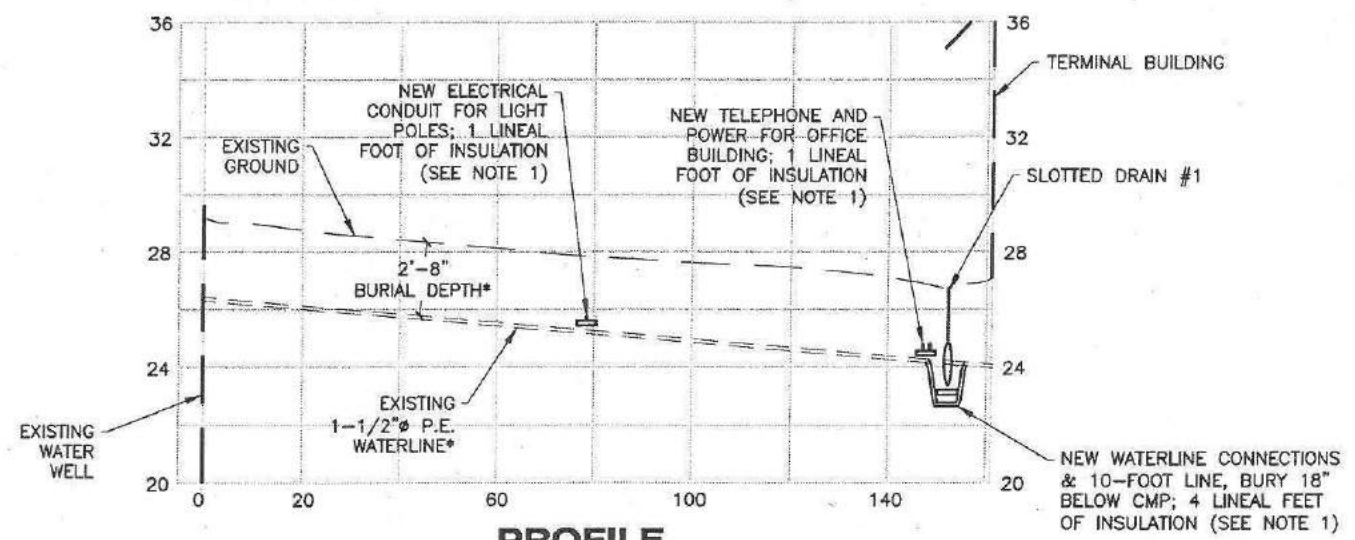 36
36
TERMINAL BUILDING
NEW ELECTRICAL
CONDUIT FOR LIGHT
POLES; 1 LINEAL
FOOT OF INSULATION
(SEE NOTE 1)
NEW TELEPHONE AND
POWER FOR OFFICE
BUILDING; 1 LINEAL
FOOT OF INSULATION
(SEE NOTE 1)
32
32
EXISTING
GROUND
SLOTTED DRAIN #1
28
28
2'-8"
BURIAL DEPTH*
24
24
EXISTING
1-1/2"ø P.E.
WATERLINE*
EXISTING
WATER
WELL
NEW WATERLINE CONNECTIONS
& 10-FOOT LINE, BURY 18"
BELOW CMP; 4 LINEAL FEET
OF INSULATION (SEE NOTE 1)
20
20
0
20
60
100
140
PROFILE